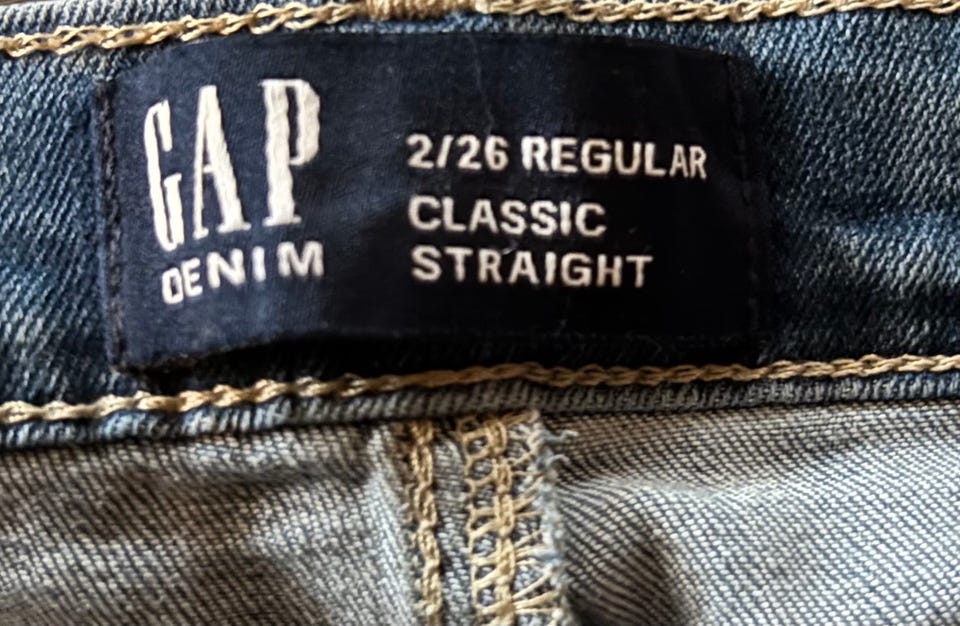 GAP
DENIM
2/26 REGULAR
CLASSIC
STRAIGHT